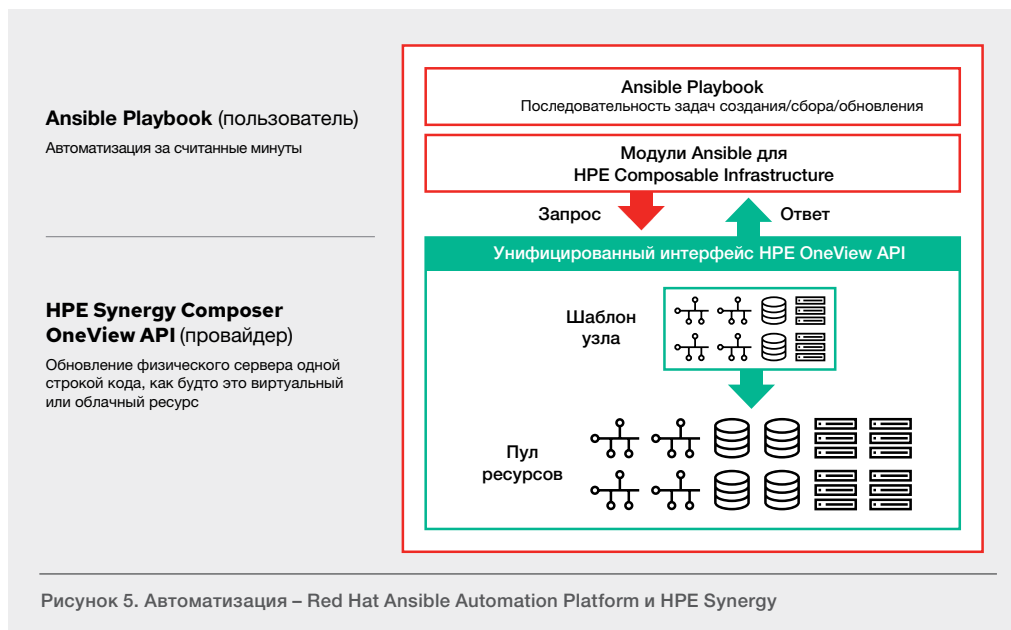 Ansible Playbook (пользователь)
Автоматизация за считанные минуты
HPE Synergy Composer
OneView API (провайдер)
Обновление физического сервера одной
строкой кода, как будто это виртуальный
или облачный ресурс
Ansible Playbook
Последовательность задач создания/сбора/обновления
Модули Ansible для
HPE Composable Infrastructure
Запрос
Ответ
Унифицированный интерфейс HPE OneView API
Шаблон
узла
Пул
ресурсов
Рисунок 5. Автоматизация – Red Hat Ansible Automation Platform и HPE Synergy